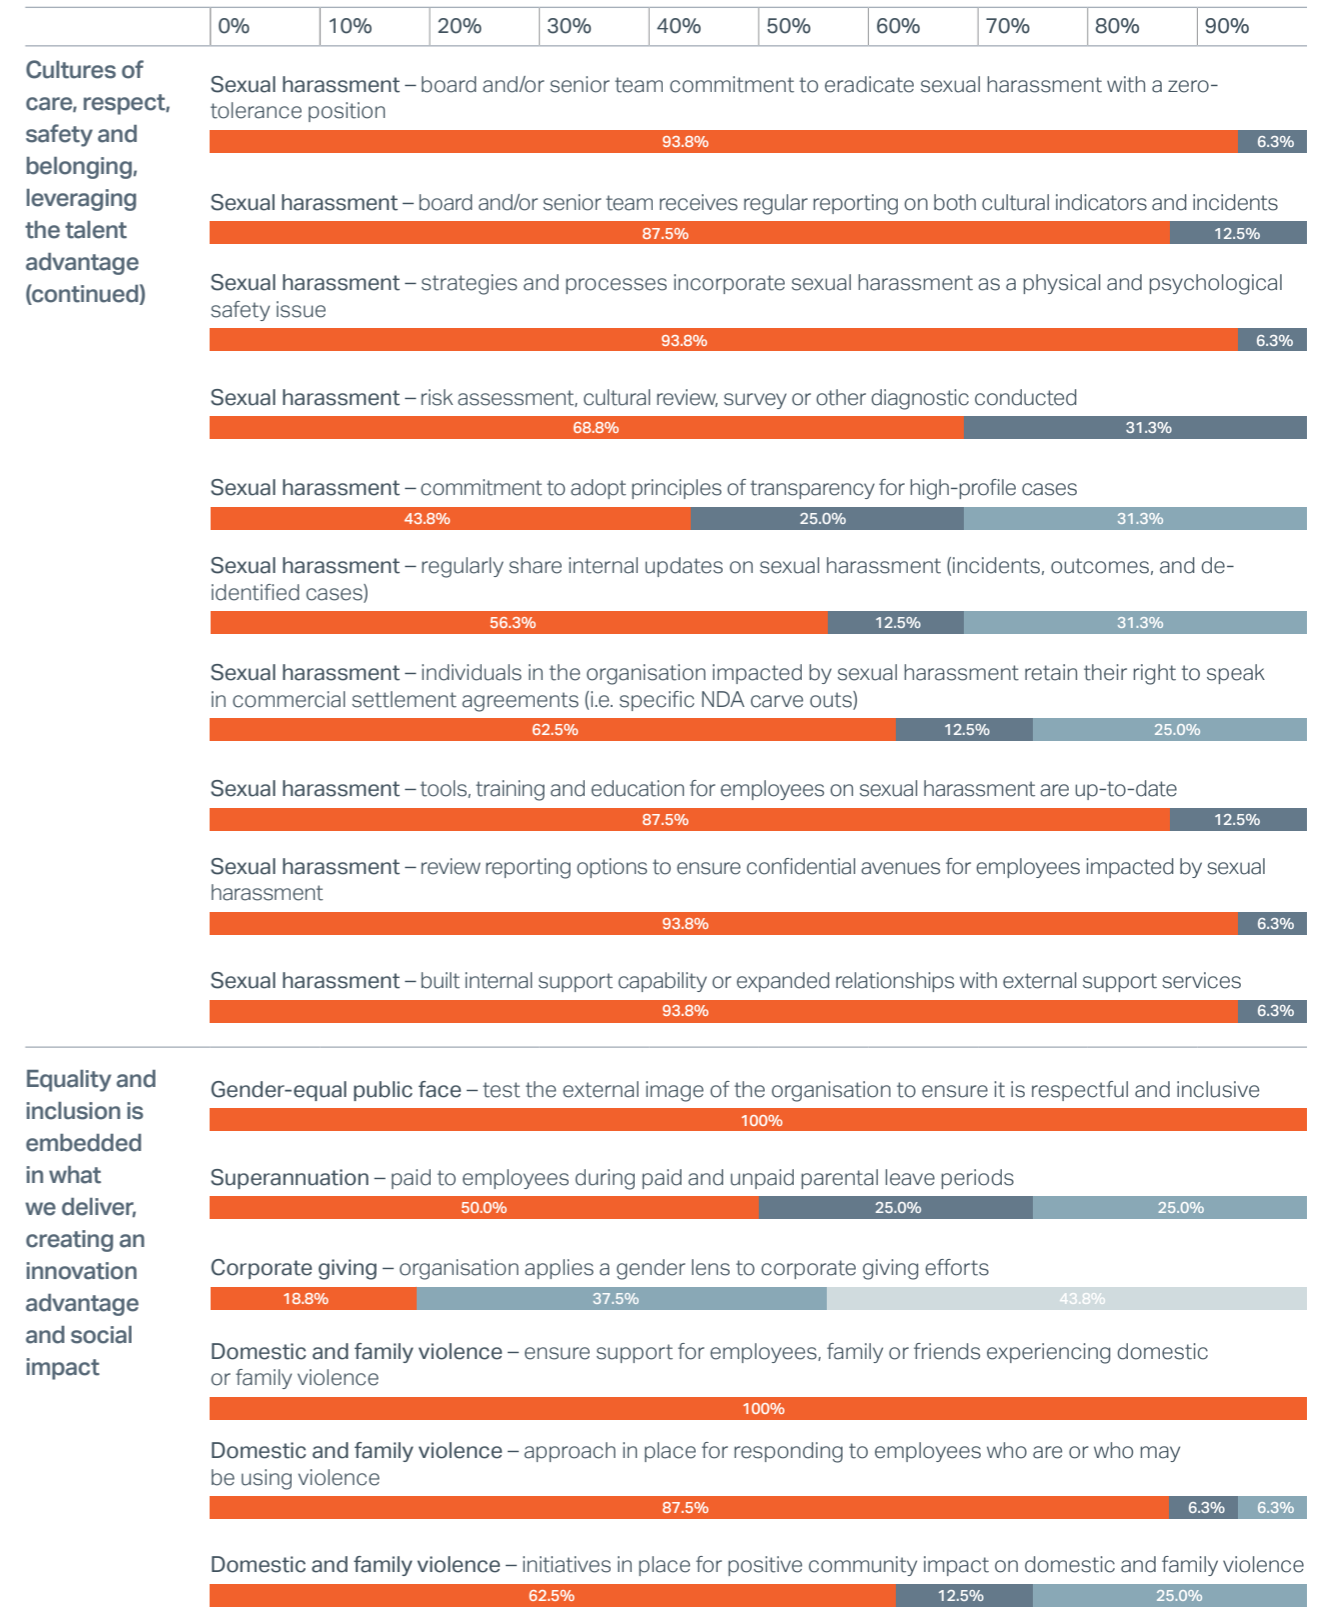 0% 10% 20% 30% 40% 50% 60% 70% 80% 90%
Cultures of
care, respect,
safety and
belonging,
leveraging
the talent
advantage
(continued)
Sexual harassment – board and/or senior team commitment to eradicate sexual harassment with a zero-
tolerance position
93.8% 6.3%
Sexual harassment – board and/or senior team receives regular reporting on both cultural indicators and incidents
87.5% 12.5%
Sexual harassment – strategies and processes incorporate sexual harassment as a physical and psychological
safety issue
93.8% 6.3%
Sexual harassment – risk assessment, cultural review, survey or other diagnostic conducted
68.8% 31.3%
Sexual harassment – commitment to adopt principles of transparency for high-profile cases
43.8% 25.0% 31.3%
Sexual harassment – regularly share internal updates on sexual harassment (incidents, outcomes, and de-
identified cases)
56.3% 12.5% 31.3%
Sexual harassment – individuals in the organisation impacted by sexual harassment retain their right to speak
in commercial settlement agreements (i.e. specific NDA carve outs)
62.5% 12.5% 25.0%
Sexual harassment – tools, training and education for employees on sexual harassment are up-to-date
87.5% 12.5%
Sexual harassment – review reporting options to ensure confidential avenues for employees impacted by sexual
harassment
93.8% 6.3%
Sexual harassment – built internal support capability or expanded relationships with external support services
93.8% 6.3%
Equality and
inclusion is
embedded
in what
we deliver,
creating an
innovation
advantage
and social
impact
Gender-equal public face – test the external image of the organisation to ensure it is respectful and inclusive
100%
Superannuation – paid to employees during paid and unpaid parental leave periods
50.0% 25.0% 25.0%
Corporate giving – organisation applies a gender lens to corporate giving efforts
18.8% 37.5% 43.8%
Domestic and family violence – ensure support for employees, family or friends experiencing domestic
or family violence
100%
Domestic and family violence – approach in place for responding to employees who are or who may
be using violence
87.5% 6.3% 6.3%
Domestic and family violence – initiatives in place for positive community impact on domestic and family violence
62.5% 12.5% 25.0%